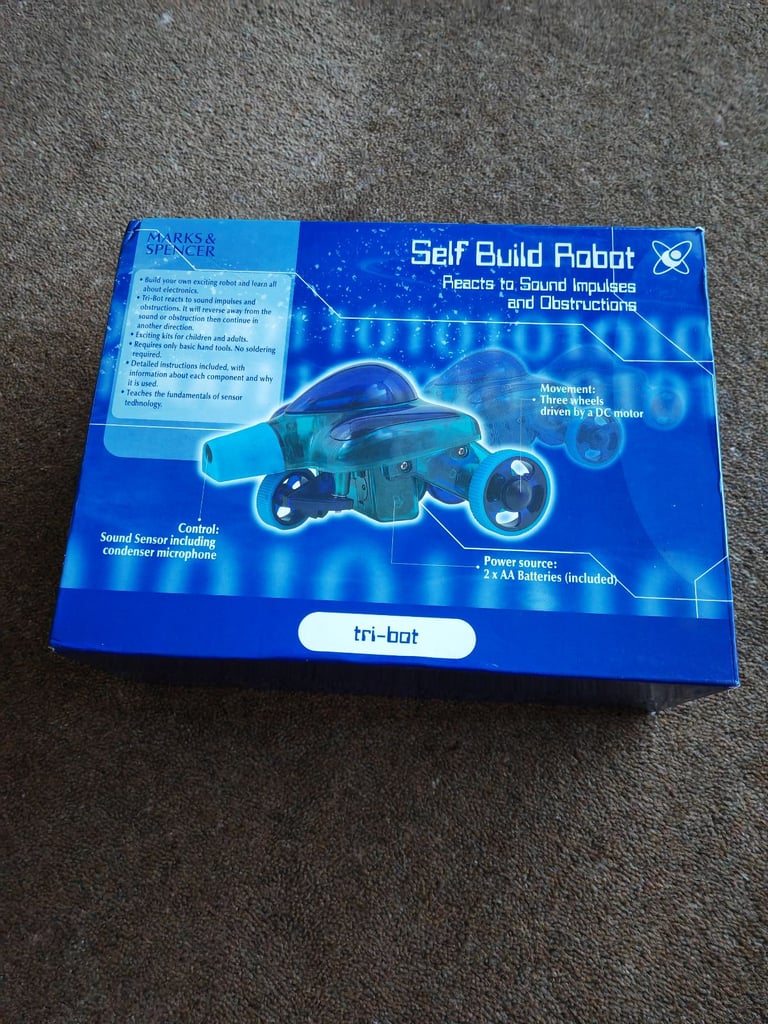 MARKS &
SPENCER
Self Build Robot
Reacts to Sound Impulses
and Obstructions
• Build your own exciting robot and learn all
about electronics.
• Tri-Bot reacts to sound impulses and
obstructions. It will reverse away from the
sound or obstruction then continue in
another direction.
• Exciting kits for children and adults.
• Requires only basic hand tools. No soldering
required.
• Detailed instructions included, with
information about each component and why
it is used.
• Teaches the fundamentals of sensor
technology.
Movement:
• Three wheels
driven by a DC motor
Control:
Sound Sensor including
condenser microphone
Power source:
2 x AA Batteries (included)
tri-bot